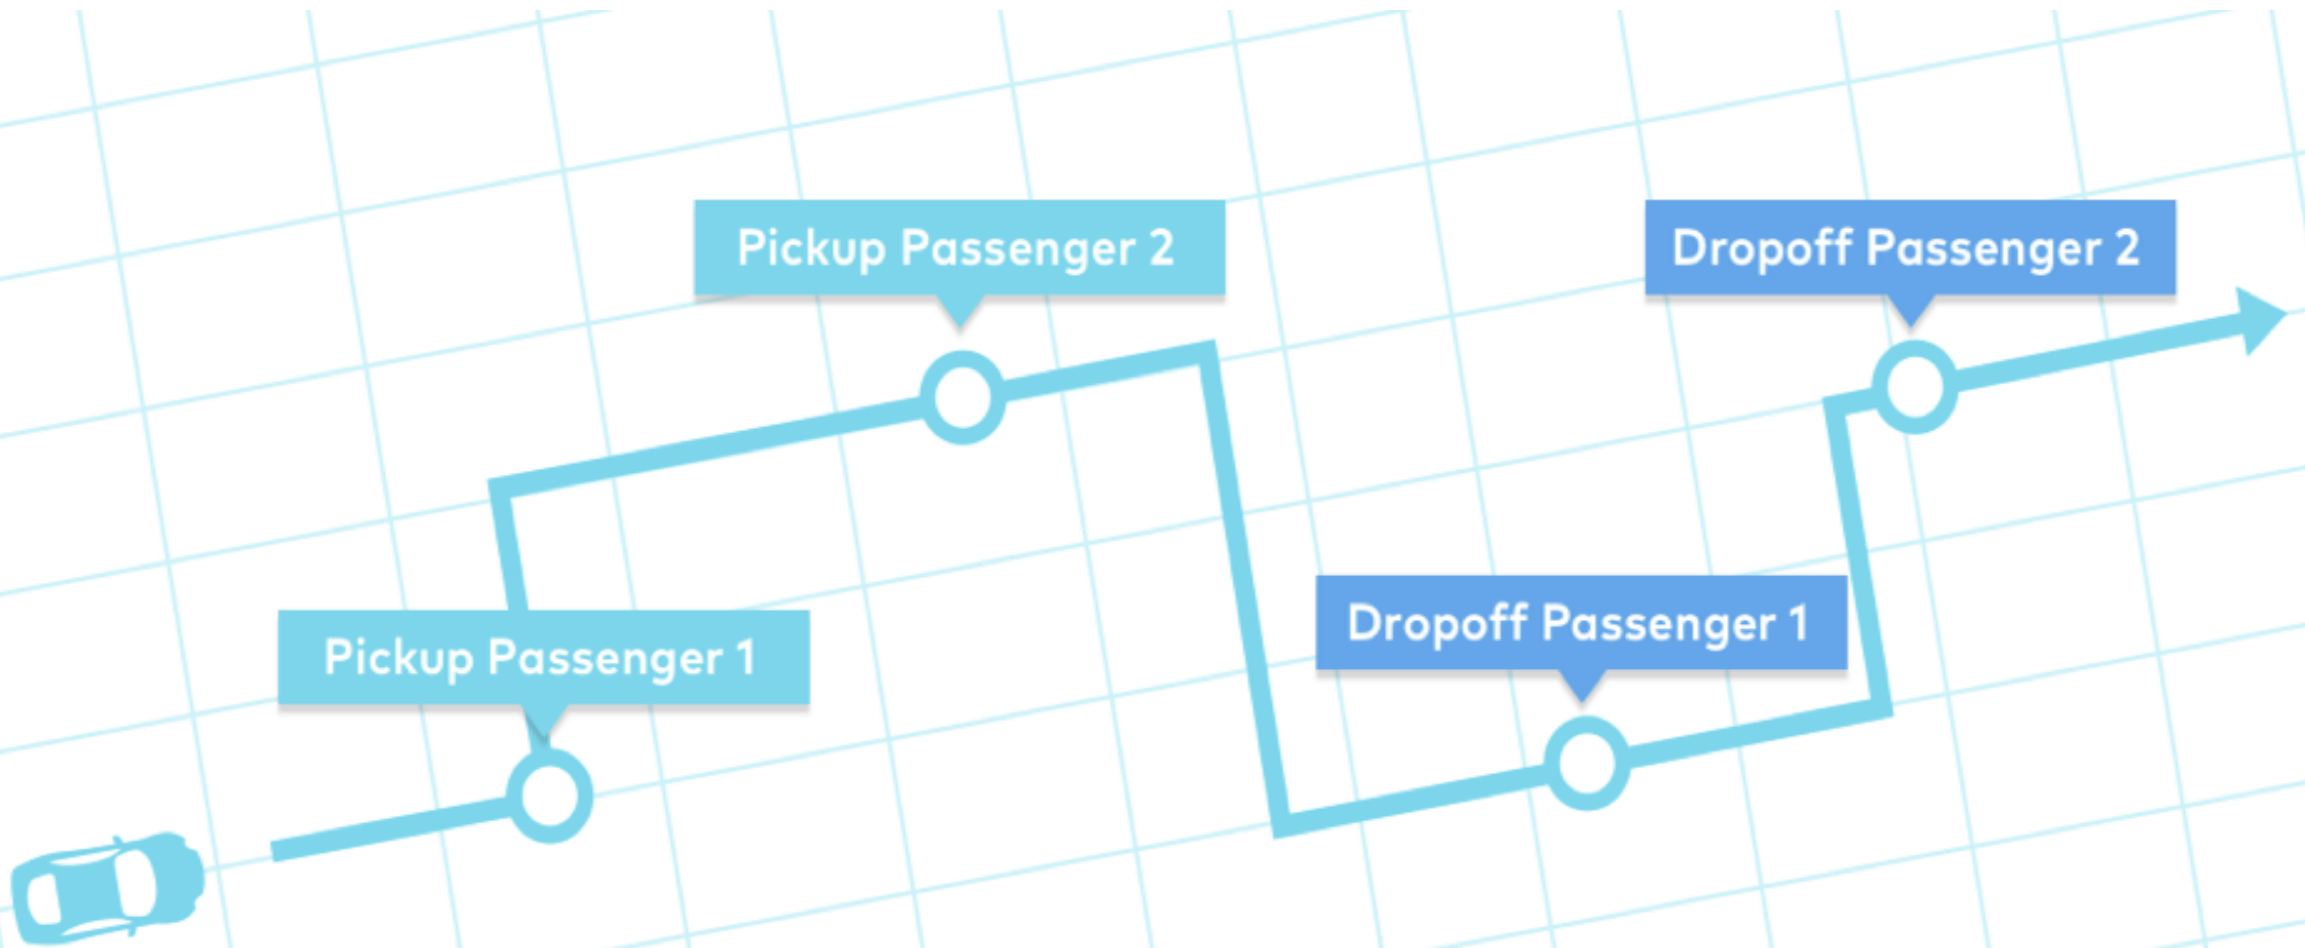 Pickup Passenger 2
Dropoff Passenger 2
Dropoff Passenger 1
Pickup Passenger 1